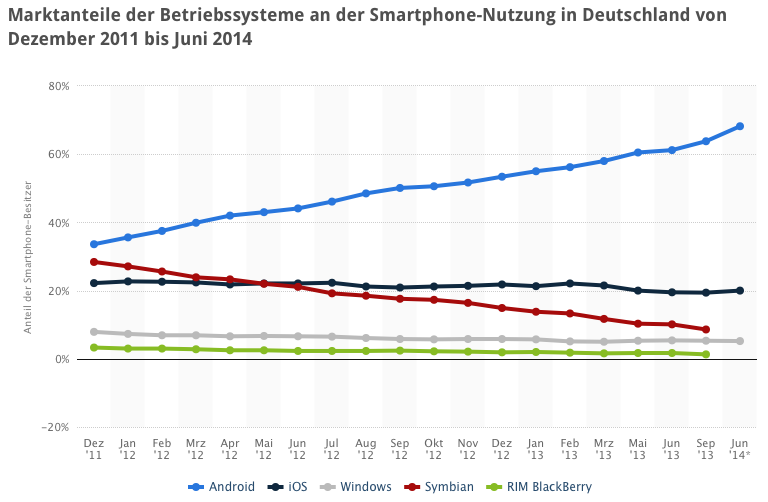 Marktanteile der Betriebssysteme an der Smartphone-Nutzung in Deutschland von
Dezember 2011 bis Juni 2014
80%
60%
40%
20%
0%
-20%
Anteil der Smartphone-Besitzer
Dez Jan Feb Mrz Apr Mai Jun Jul Aug Sep Okt Nov Dez Jan Feb Mrz Mai Jun Sep Jun
'11 '12 '12 '12 '12 '12 '12 '12 '12 '12 '12 '12 '12 '13 '13 '13 '13 '13 '13 '14*
Android iOS Windows Symbian RIM BlackBerry